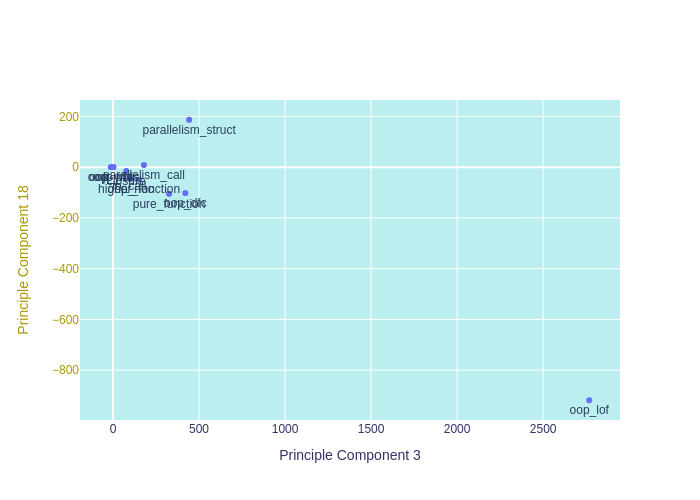 200
parallelism_struct
0
parallelism_call
pure_function
−200
−400
−600
−800
oop_lof
0
500
1000
1500
2000
2500
Principle Component 3
Principle Component 18